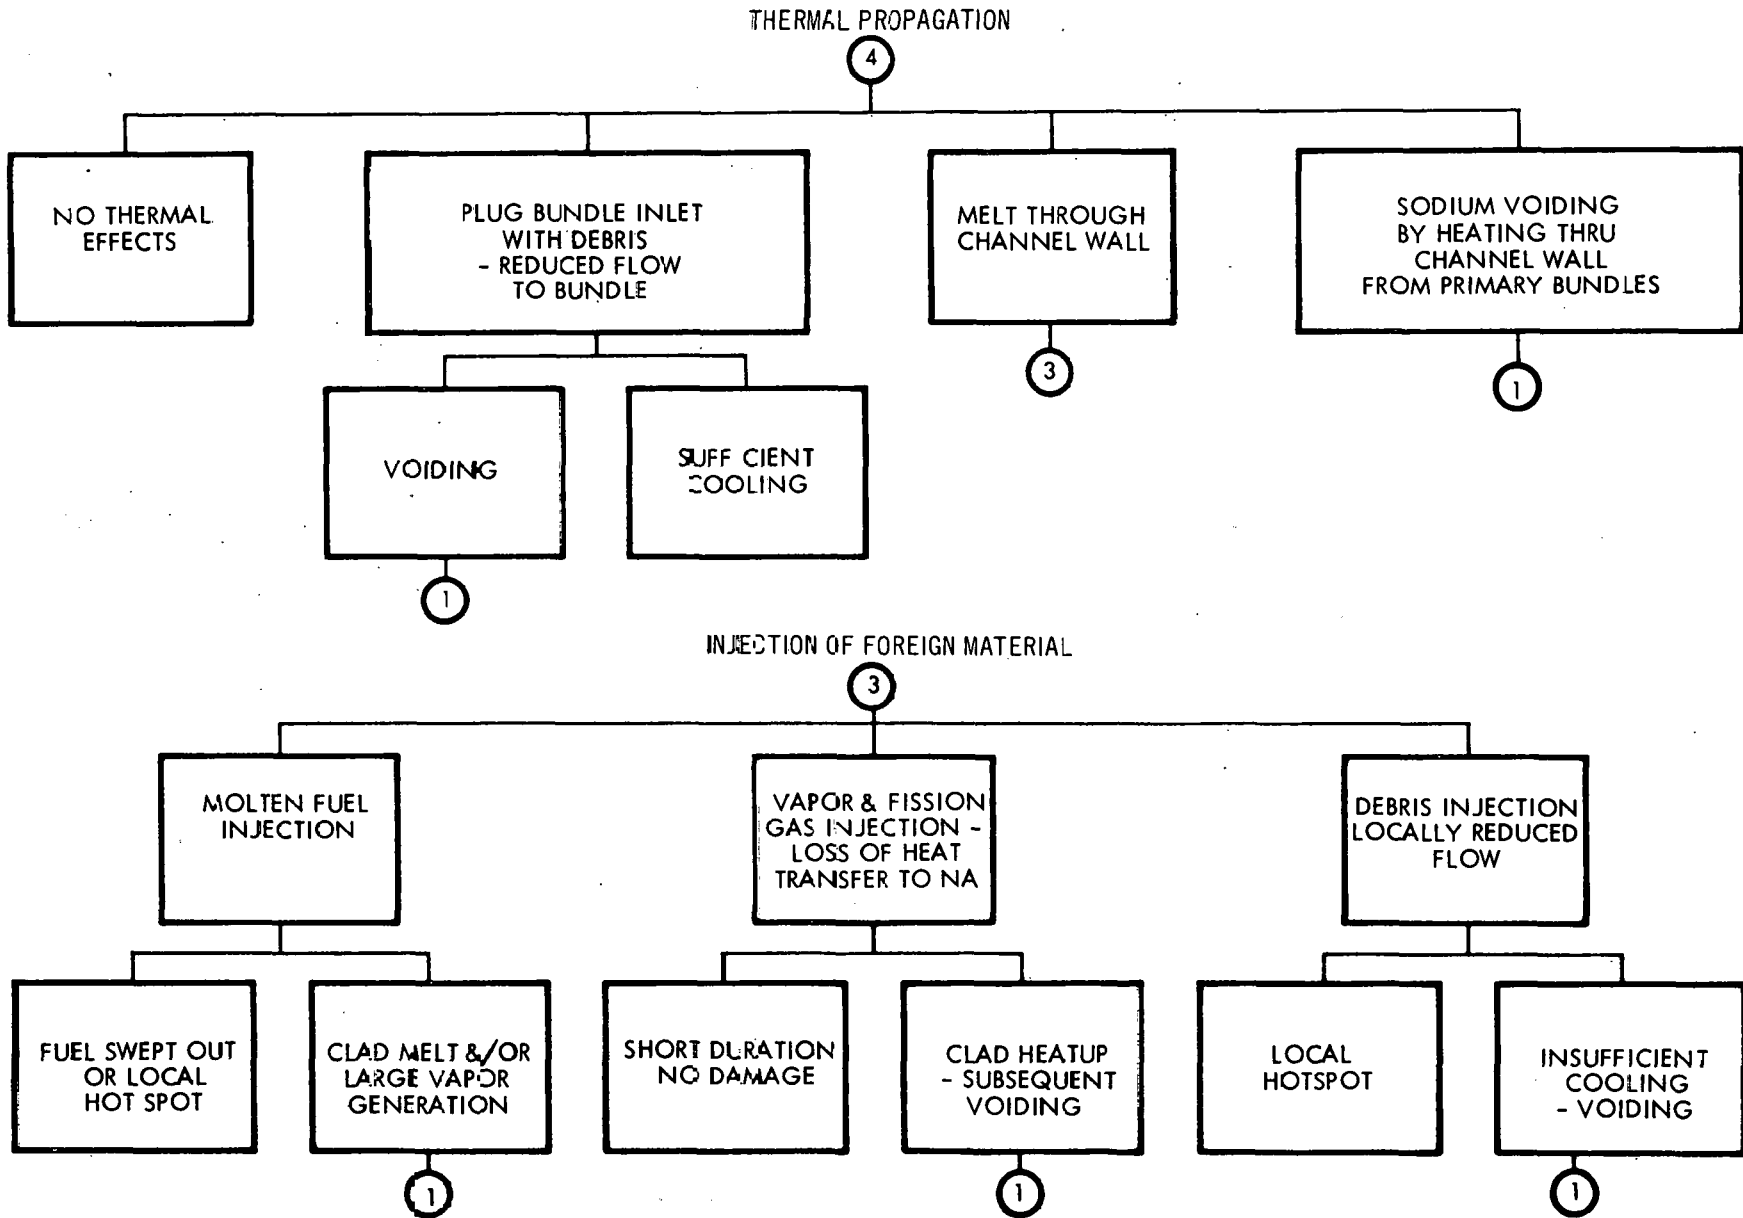 THERMAL PROPAGATION
4
NO THERMAL
EFFECTS
PLUG BUNDLE INLET
WITH DEBRIS
- REDUCED FLOW
TO BUNDLE
MELT THROUGH
CHANNEL WALL
SODIUM VOIDING
BY HEATING THRU
CHANNEL WALL
FROM PRIMARY BUNDLES
3
1
VOIDING
SUFF CIENT
COOLING
1
INJECTION OF FOREIGN MATERIAL
3
MOLTEN FUEL
INJECTION
VAPOR & FISSION
GAS INJECTION -
LOSS OF HEAT
TRANSFER TO NA
DEBRIS INJECTION
LOCALLY REDUCED
FLOW
FUEL SWEPT OUT
OR LOCAL
HOT SPOT
CLAD MELT &/OR
LARGE VAPOR
GENERATION
SHORT DURATION
NO DAMAGE
CLAD HEATUP
- SUBSEQUENT
VOIDING
LOCAL
HOTSPOT
INSUFFICIENT
COOLING
- VOIDING
1
1
1